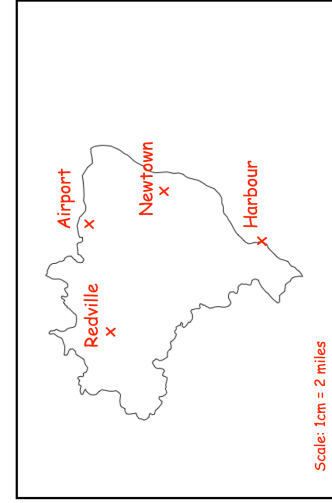 Airport
Newtown
Harbour
Redville
Scale: 1cm = 2 miles